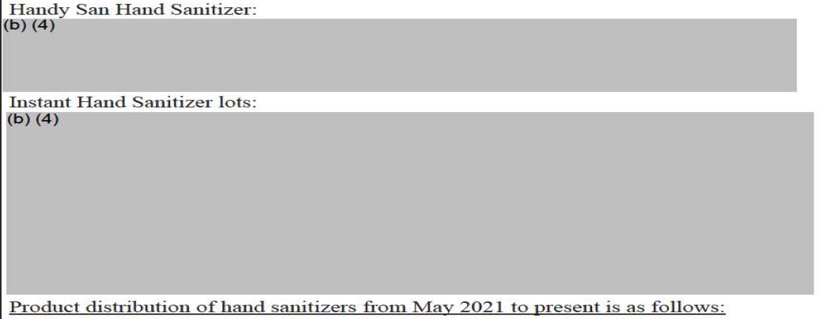 Handy San Hand Sanitizer:
(b) (4)
Instant Hand Sanitizer lots:
(b) (4)
Product distribution of hand sanitizers from May 2021 to present is as follows: